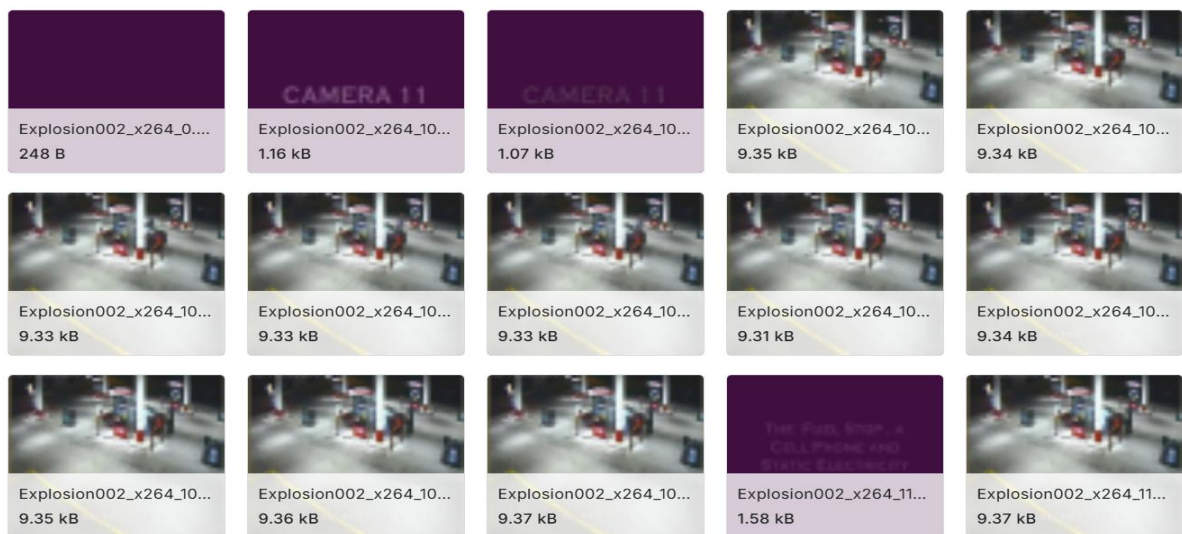 CAMERA 11
CAMERA 11
Explosion002_x264_0....
Explosion002_x264_10...
Explosion002_x264_10...
Explosion002_x264_10...
Explosion002_x264_10...
248 B
1.16 kB
1.07 kB
9.35 kB
9.34 kB
Explosion002_x264_10...
Explosion002_x264_10...
Explosion002_x264_10...
Explosion002_x264_10...
Explosion002_x264_10...
9.33 kB
9.33 kB
9.33 kB
9.31 kB
9.34 kB
THE FUEL STOP, A
CELL PHONE AND
STATIC ELECTRICITY
Explosion002_x264_10...
Explosion002_x264_10...
Explosion002_x264_10...
Explosion002_x264_11...
Explosion002_x264_11...
9.35 kB
9.36 kB
9.37 kB
1.58 kB
9.37 kB